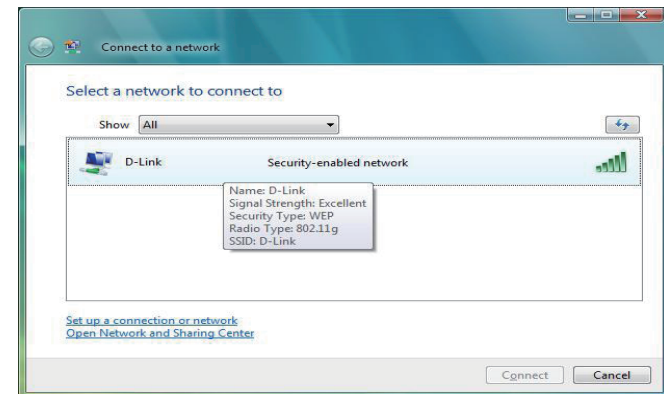 Connect to a network
Select a network to connect to
Show All
D-Link Security-enabled network
Name: D-Link
Signal Strength: Excellent
Security Type: WEP
Radio Type: 802.11g
SSID: D-Link
Set up a connection or network
Open Network and Sharing Center
Connect Cancel